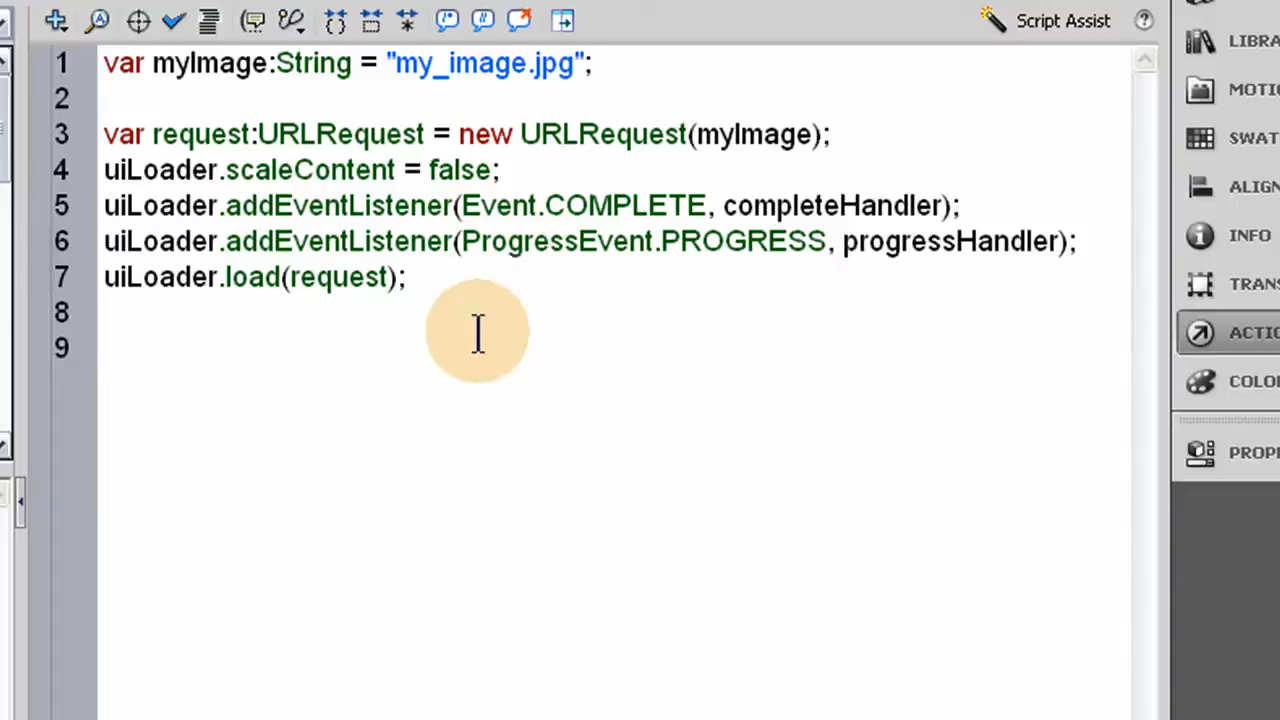 Script Assist
1 var myImage:String = "my_image.jpg";
2
3 var request:URLRequest = new URLRequest(myImage);
4 uiLoader.scaleContent = false;
5 uiLoader.addEventListener(Event.COMPLETE, completeHandler);
6 uiLoader.addEventListener(ProgressEvent.PROGRESS, progressHandler);
7 uiLoader.load(request);
8
9
LIBRA
MOTIO
SWAT
ALIGN
INFO
TRANS
ACTIO
COLO
PROPE